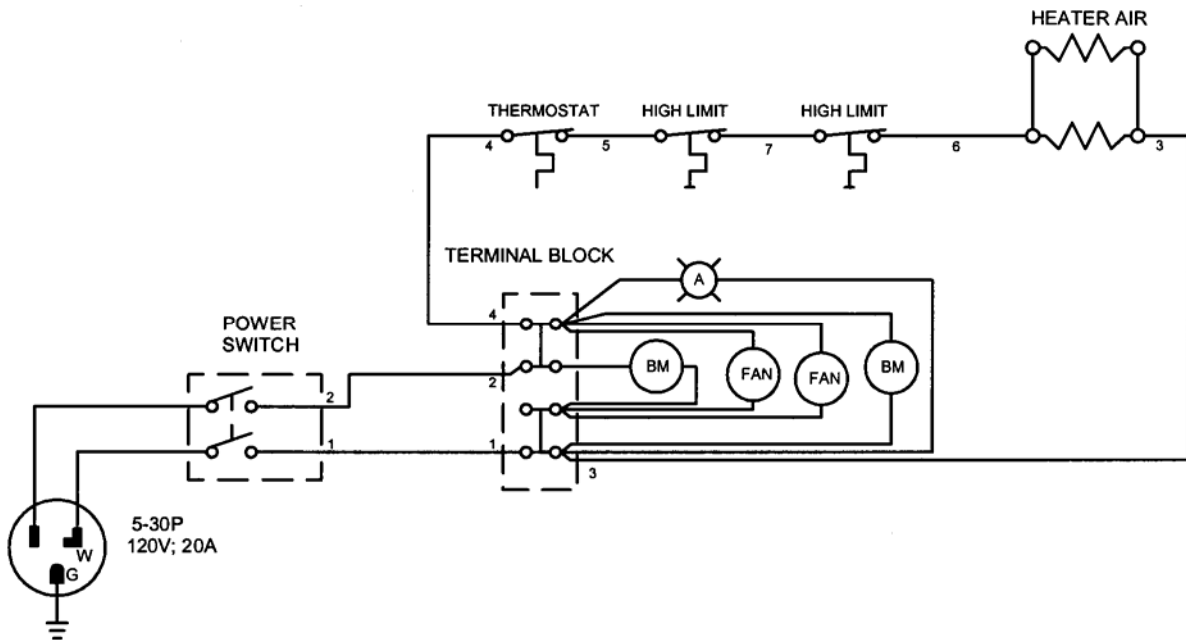 HEATER AIR
THERMOSTAT
HIGH LIMIT
HIGH LIMIT
4
5
7
6
3
TERMINAL BLOCK
A
4
POWER
SWITCH
BM
FAN
FAN
BM
2
2
1
1
3
5-30P
120V; 20A
W
G